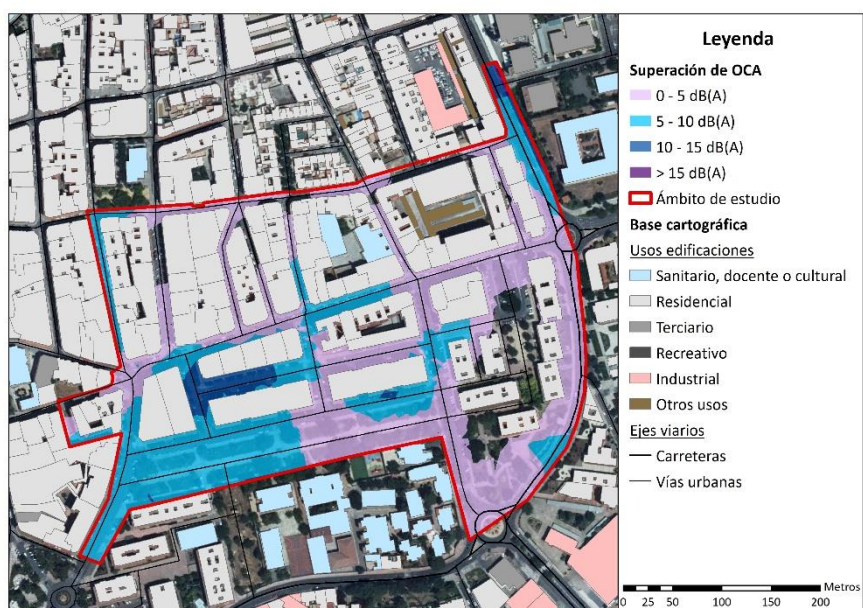 Leyenda
Superación de OCA
0 - 5 dB(A)
5 - 10 dB(A)
10 - 15 dB(A)
> 15 dB(A)
Ámbito de estudio
Base cartográfica
Usos edificaciones
Sanitario, docente o cultural
Residencial
Terciario
Recreativo
Industrial
Otros usos
Ejes viarios
Carreteras
Vías urbanas
Metros
0 25 50 100 150 200